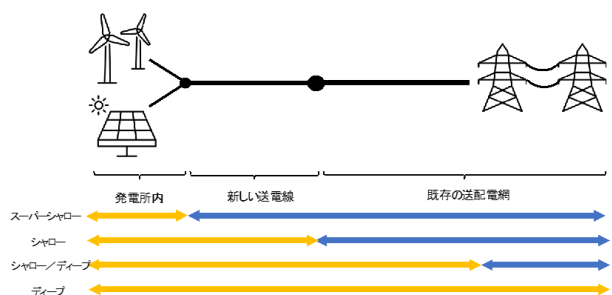 発電所内
新しい送電線
既存の送配電網
スーパーシャロー
シャロー
シャロー／ディープ
ディープ